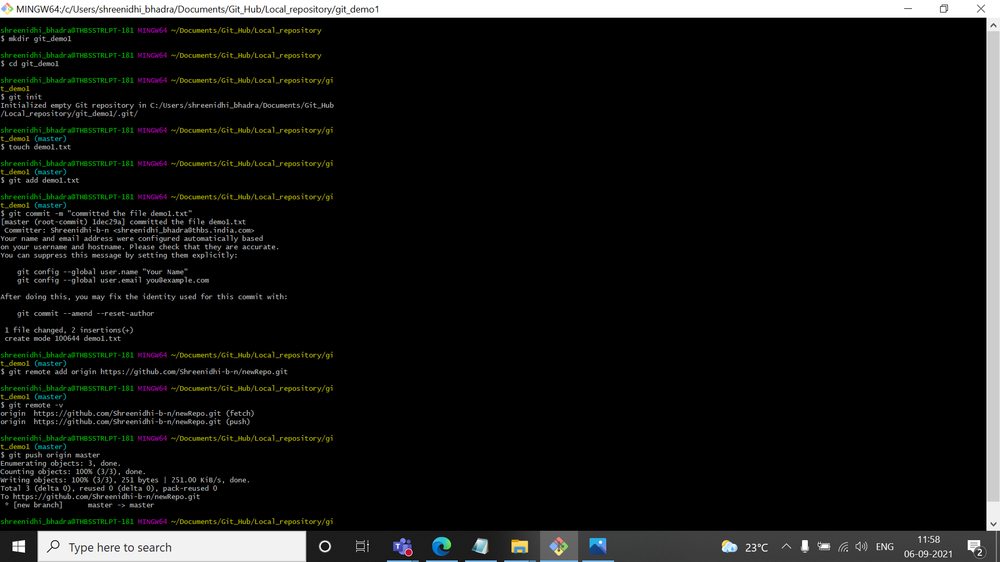 MINGW64:/c/Users/shreenidhi_bhadra/Documents/Git_Hub/Local_repository/git_demo1
shreenidhi_bhadra@THBSSTRLPT-181 MINGW64 ~/Documents/Git_Hub/Local_repository
$ mkdir git_demo1
shreenidhi_bhadra@THBSSTRLPT-181 MINGW64 ~/Documents/Git_Hub/Local_repository
$ cd git_demo1
shreenidhi_bhadra@THBSSTRLPT-181 MINGW64 ~/Documents/Git_Hub/Local_repository/gi
t_demo1
$ git init
Initialized empty Git repository in C:/Users/shreenidhi_bhadra/Documents/Git_Hub
/Local_repository/git_demo1/.git/
shreenidhi_bhadra@THBSSTRLPT-181 MINGW64 ~/Documents/Git_Hub/Local_repository/gi
t_demo1 (master)
$ touch demo1.txt
shreenidhi_bhadra@THBSSTRLPT-181 MINGW64 ~/Documents/Git_Hub/Local_repository/gi
t_demo1 (master)
$ git add demo1.txt
shreenidhi_bhadra@THBSSTRLPT-181 MINGW64 ~/Documents/Git_Hub/Local_repository/gi
t_demo1 (master)
$ git commit -m "committed the file demo1.txt"
[master (root-commit) 1dec29a] committed the file demo1.txt
 Committer: Shreenidhi-b-n <shreenidhi_bhadra@thbs.india.com>
Your name and email address were configured automatically based
on your username and hostname. Please check that they are accurate.
You can suppress this message by setting them explicitly:
    git config --global user.name "Your Name"
    git config --global user.email you@example.com
After doing this, you may fix the identity used for this commit with:
    git commit --amend --reset-author
 1 file changed, 2 insertions(+)
 create mode 100644 demo1.txt
shreenidhi_bhadra@THBSSTRLPT-181 MINGW64 ~/Documents/Git_Hub/Local_repository/gi
t_demo1 (master)
$ git remote add origin https://github.com/Shreenidhi-b-n/newRepo.git
shreenidhi_bhadra@THBSSTRLPT-181 MINGW64 ~/Documents/Git_Hub/Local_repository/gi
t_demo1 (master)
$ git remote -v
origin  https://github.com/Shreenidhi-b-n/newRepo.git (fetch)
origin  https://github.com/Shreenidhi-b-n/newRepo.git (push)
shreenidhi_bhadra@THBSSTRLPT-181 MINGW64 ~/Documents/Git_Hub/Local_repository/gi
t_demo1 (master)
$ git push origin master
Enumerating objects: 3, done.
Counting objects: 100% (3/3), done.
Writing objects: 100% (3/3), 251 bytes | 251.00 KiB/s, done.
Total 3 (delta 0), reused 0 (delta 0), pack-reused 0
To https://github.com/Shreenidhi-b-n/newRepo.git
 * [new branch]      master -> master
shreenidhi_bhadra@THBSSTRLPT-181 MINGW64 ~/Documents/Git_Hub/Local_repository/gi
Type here to search
T
23°C
ENG
11:58
06-09-2021
2